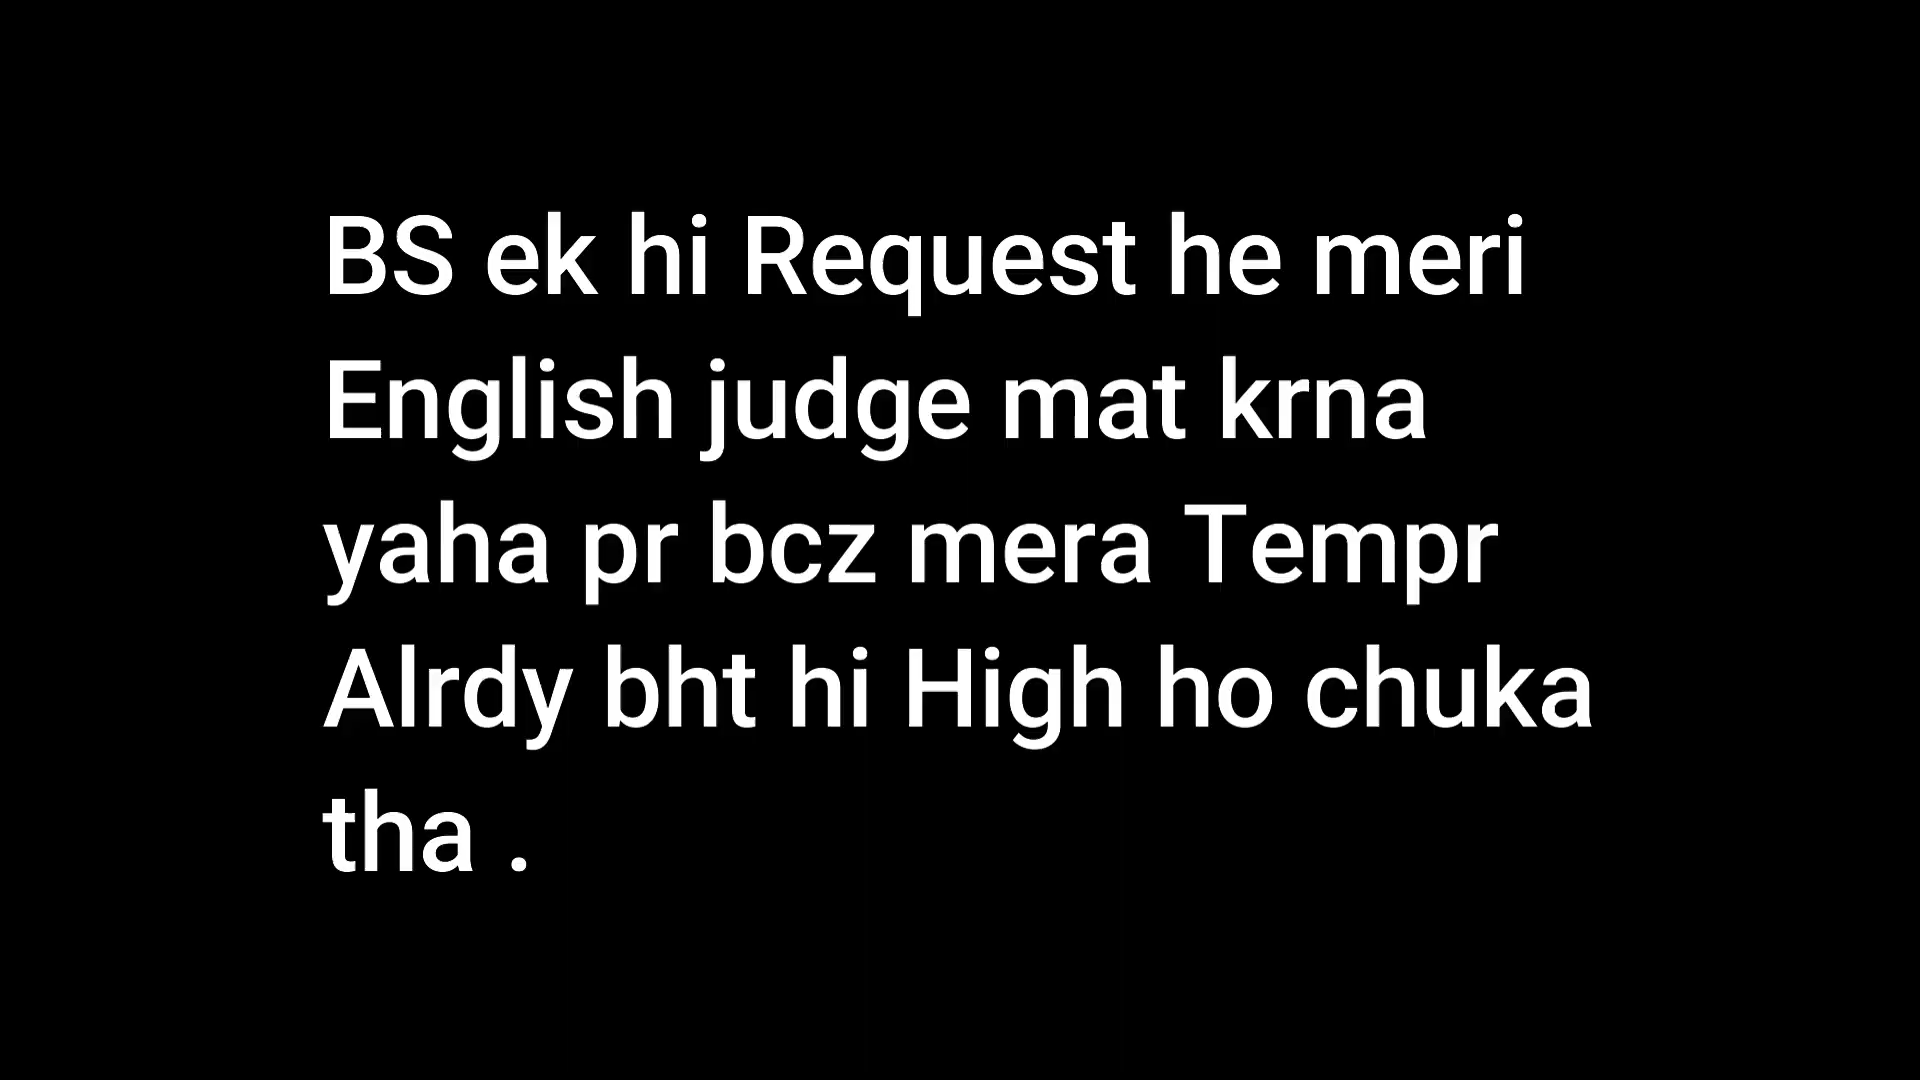 BS ek hi Request he meri
English judge mat krna
yaha pr bcz mera Tempr
Alrdy bht hi High ho chuka
tha .